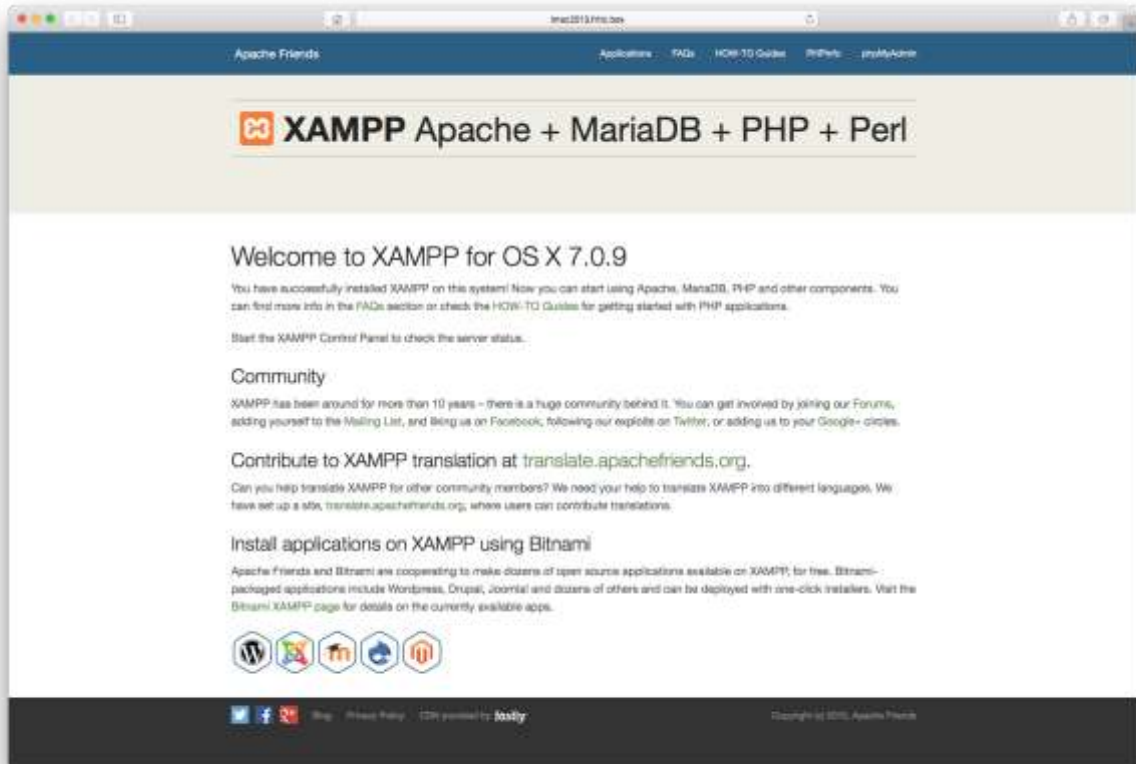 imac2013.fritz.box
Apache Friends
Applications FAQs HOW-TO Guides PHPInfo phpMyAdmin
XAMPP Apache + MariaDB + PHP + Perl
Welcome to XAMPP for OS X 7.0.9
You have successfully installed XAMPP on this system! Now you can start using Apache, MariaDB, PHP and other components. You
can find more info in the FAQs section or check the HOW-TO Guides for getting started with PHP applications.
Start the XAMPP Control Panel to check the server status.
Community
XAMPP has been around for more than 10 years – there is a huge community behind it. You can get involved by joining our Forums,
adding yourself to the Mailing List, and liking us on Facebook, following our exploits on Twitter, or adding us to your Google+ circles.
Contribute to XAMPP translation at translate.apachefriends.org.
Can you help translate XAMPP for other community members? We need your help to translate XAMPP into different languages. We
have set up a site, translate.apachefriends.org, where users can contribute translations.
Install applications on XAMPP using Bitnami
Apache Friends and Bitnami are cooperating to make dozens of open source applications available on XAMPP, for free. Bitnami-
packaged applications include Wordpress, Drupal, Joomla! and dozens of others and can be deployed with one-click installers. Visit the
Bitnami XAMPP page for details on the currently available apps.
Blog Privacy Policy CDN provided by fastly
Copyright (c) 2015, Apache Friends